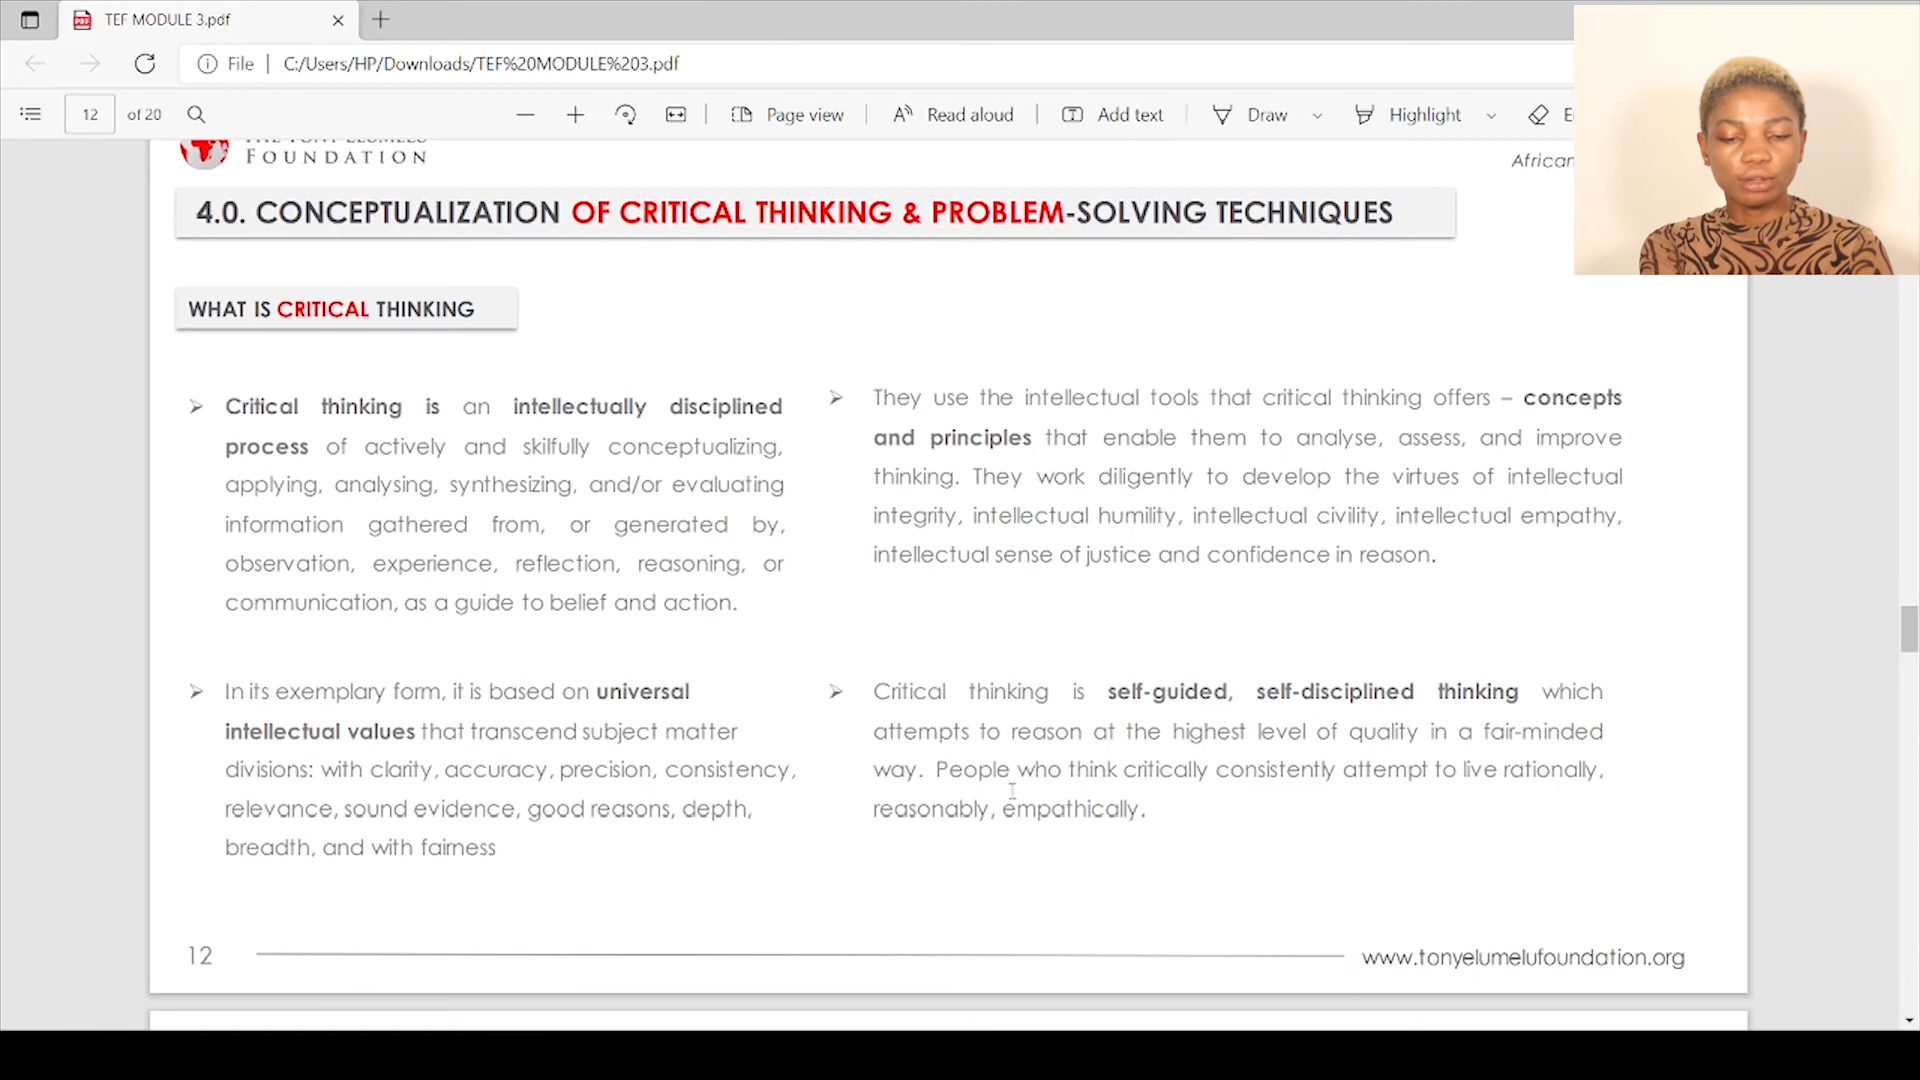 TEF MODULE 3.pdf
File
C:/Users/HP/Downloads/TEF%20MODULE%203.pdf
12 of 20
Page view
Read aloud
Add text
Draw
Highlight
FOUNDATION
African
4.0. CONCEPTUALIZATION OF CRITICAL THINKING & PROBLEM-SOLVING TECHNIQUES
WHAT IS CRITICAL THINKING
Critical thinking is an intellectually disciplined
process of actively and skilfully conceptualizing,
applying, analysing, synthesizing, and/or evaluating
information gathered from, or generated by,
observation, experience, reflection, reasoning, or
communication, as a guide to belief and action.
In its exemplary form, it is based on universal
intellectual values that transcend subject matter
divisions: with clarity, accuracy, precision, consistency,
relevance, sound evidence, good reasons, depth,
breadth, and with fairness
They use the intellectual tools that critical thinking offers – concepts
and principles that enable them to analyse, assess, and improve
thinking. They work diligently to develop the virtues of intellectual
integrity, intellectual humility, intellectual civility, intellectual empathy,
intellectual sense of justice and confidence in reason.
Critical thinking is self-guided, self-disciplined thinking which
attempts to reason at the highest level of quality in a fair-minded
way. People who think critically consistently attempt to live rationally,
reasonably, empathically.
12
www.tonyelumelufoundation.org